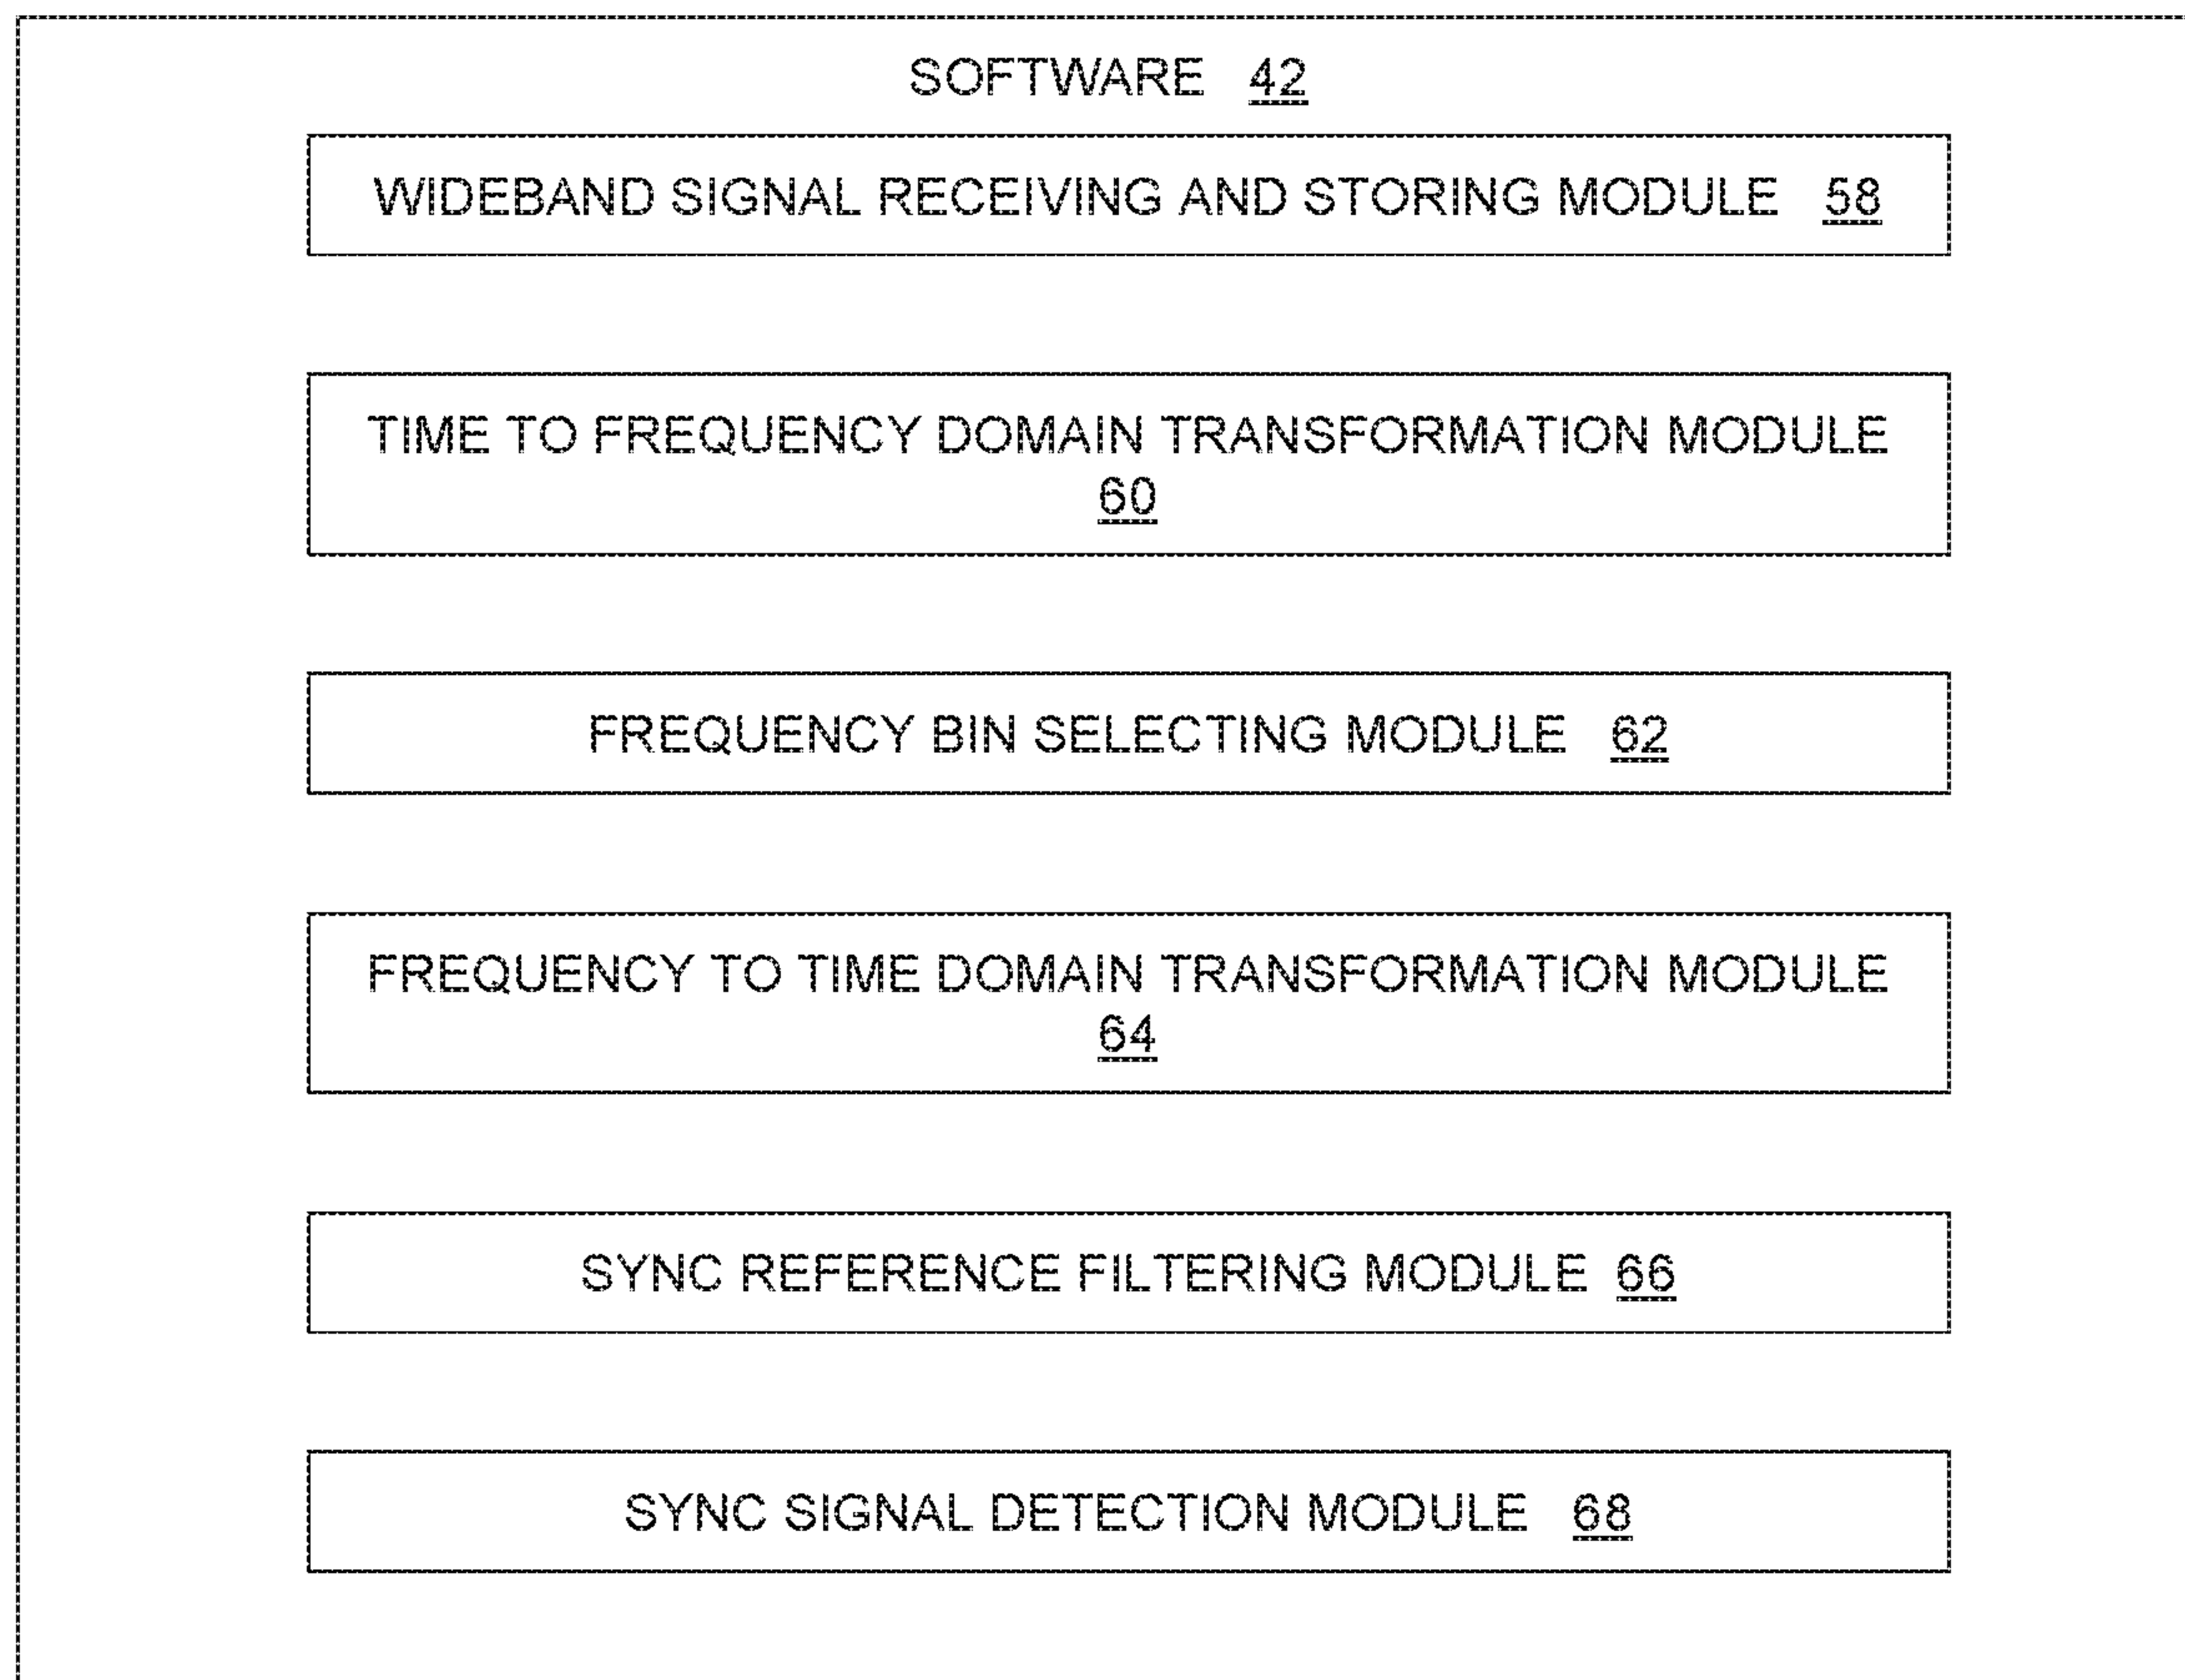 SOFTWARE 42
WIDEBAND SIGNAL RECEIVING AND STORING MODULE 58
TIME TO FREQUENCY DOMAIN TRANSFORMATION MODULE
60
FREQUENCY BIN SELECTING MODULE 62
FREQUENCY TO TIME DOMAIN TRANSFORMATION MODULE
64
SYNC REFERENCE FILTERING MODULE 66
SYNC SIGNAL DETECTION MODULE 68